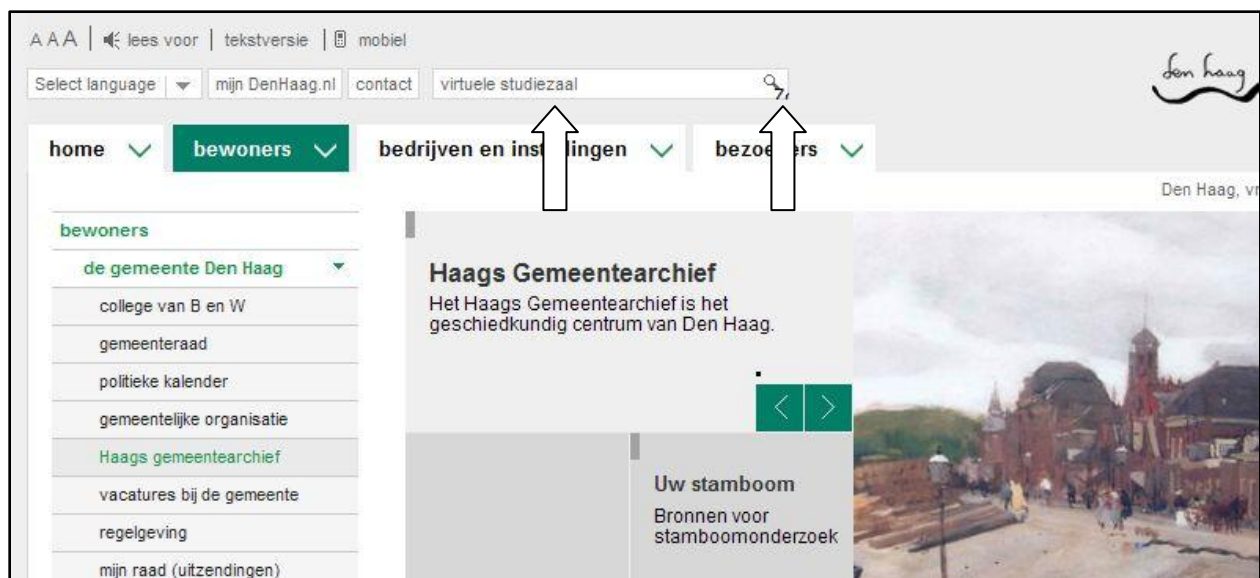 A A A | lees voor | tekstversie | mobiel
den haag
Select language mijn DenHaag.nl contact virtuele studiezaal
home bewoners bedrijven en instellingen bezoekers
Den Haag,
bewoners
de gemeente Den Haag
college van B en W
gemeenteraad
politieke kalender
gemeentelijke organisatie
Haags gemeentearchief
vacatures bij de gemeente
regelgeving
mijn raad (uitzendingen)
Haags Gemeentearchief
Het Haags Gemeentearchief is het
geschiedkundig centrum van Den Haag.
Uw stamboom
Bronnen voor
stamboomonderzoek